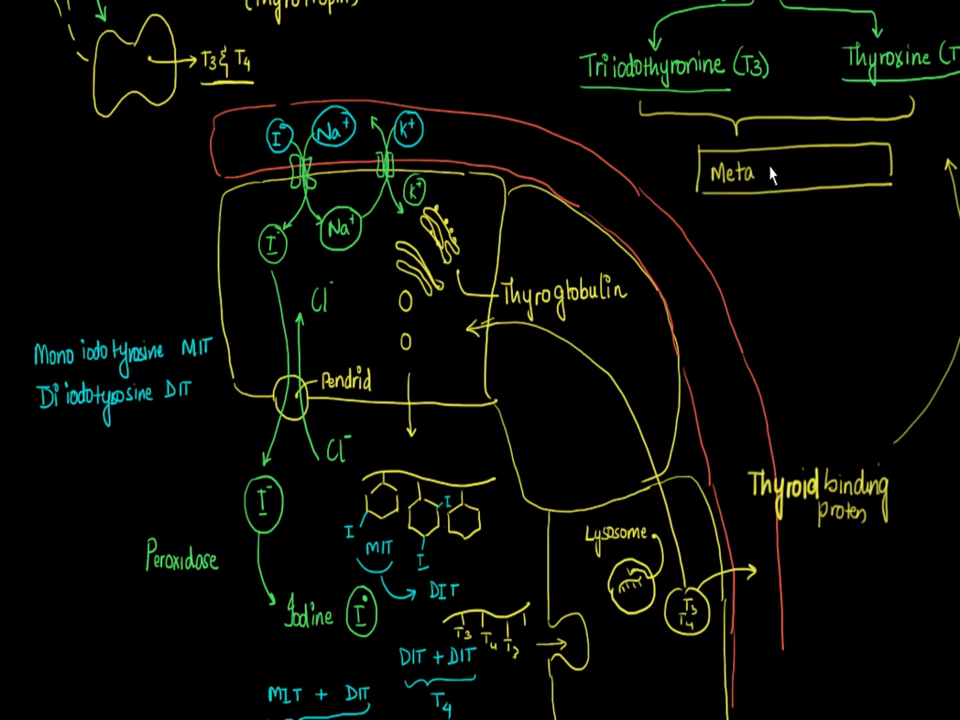 (Thyrotropin)
T3 & T4
Triiodothyronine (T3)
Thyroxine (T
Meta
I⁻
Na⁺
K⁺
K⁺
I⁻
Na⁺
Cl⁻
Thyroglobulin
Mono iodotyrosine MIT
Di iodotyrosine DIT
Pendrid
Cl⁻
I⁻
Thyroid binding
protein
I
I
I
MIT
DIT
Lysosome
Peroxidase
Iodine I°
T3
T4
T3 T4 T3
DIT + DIT
T4
MIT + DIT